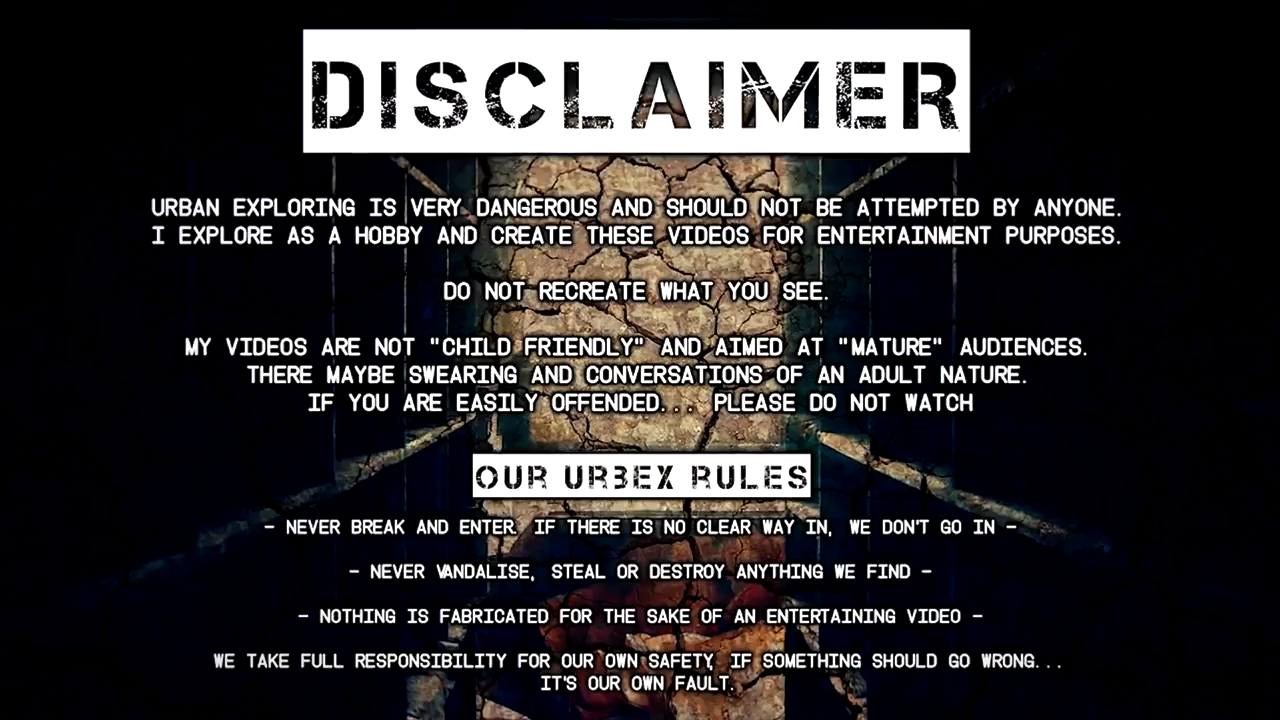 DISCLAIMER
URBAN EXPLORING IS VERY DANGEROUS AND SHOULD NOT BE ATTEMPTED BY ANYONE.
I EXPLORE AS A HOBBY AND CREATE THESE VIDEOS FOR ENTERTAINMENT PURPOSES.
DO NOT RECREATE WHAT YOU SEE.
MY VIDEOS ARE NOT "CHILD FRIENDLY" AND AIMED AT "MATURE" AUDIENCES.
THERE MAYBE SWEARING AND CONVERSATIONS OF AN ADULT NATURE.
IF YOU ARE EASILY OFFENDED... PLEASE DO NOT WATCH
OUR URBEX RULES
- NEVER BREAK AND ENTER. IF THERE IS NO CLEAR WAY IN, WE DON'T GO IN -
- NEVER VANDALISE, STEAL OR DESTROY ANYTHING WE FIND -
- NOTHING IS FABRICATED FOR THE SAKE OF AN ENTERTAINING VIDEO -
WE TAKE FULL RESPONSIBILITY FOR OUR OWN SAFETY, IF SOMETHING SHOULD GO WRONG...
IT'S OUR OWN FAULT.